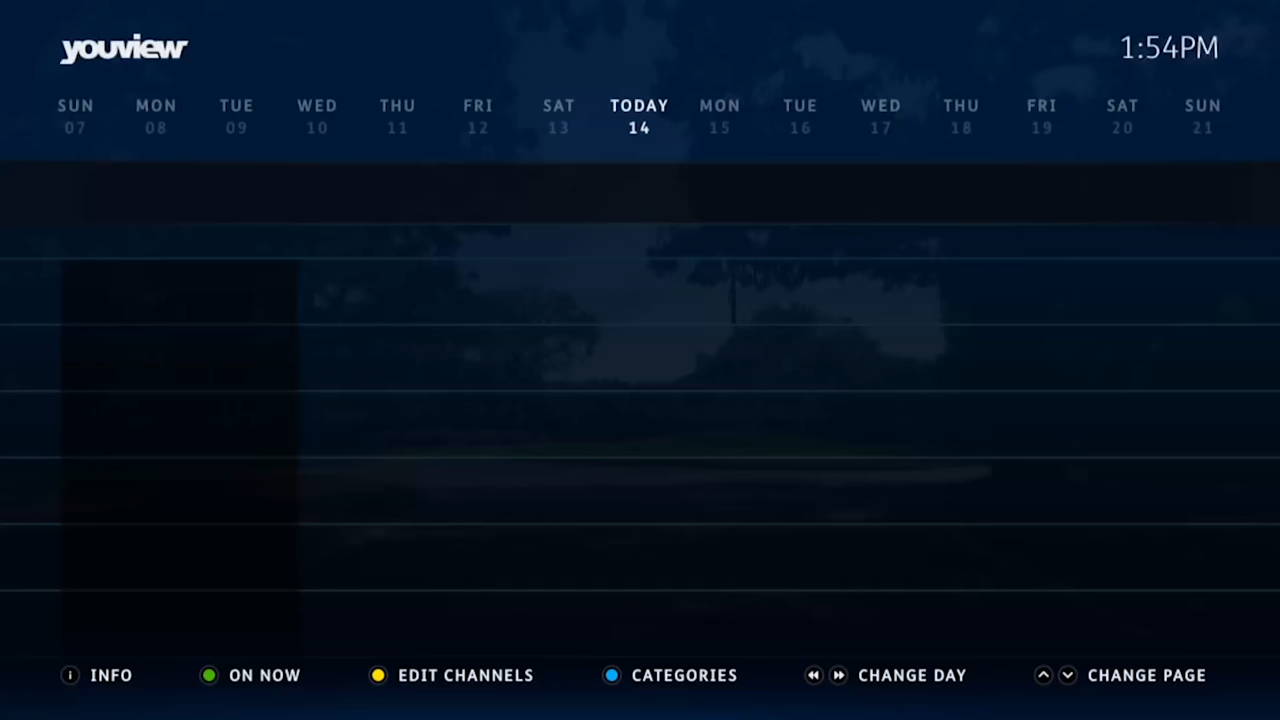 youview
1:54PM
SUN MON TUE WED THU FRI SAT TODAY MON TUE WED THU FRI SAT SUN
07 08 09 10 11 12 13 14 15 16 17 18 19 20 21
i INFO ON NOW EDIT CHANNELS CATEGORIES CHANGE DAY CHANGE PAGE